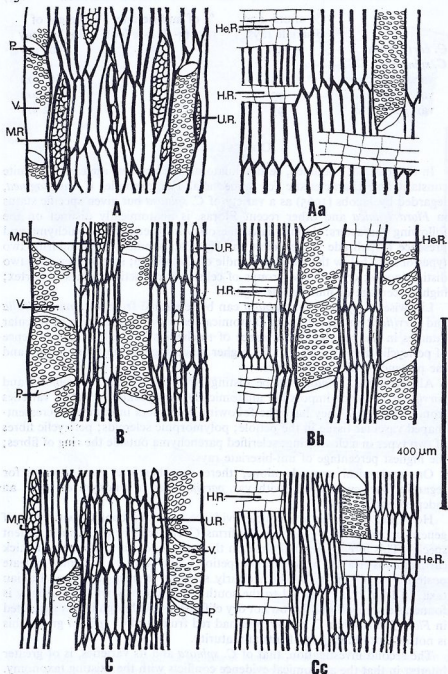 P.
V.
M.R.
U.R.
A
He.R.
H.R.
Aa
M.R.
V.
P.
U.R.
B
H.R.
He.R.
Bb
400 µm
M.R.
U.R.
V.
P.
C
H.R.
He.R.
Cc